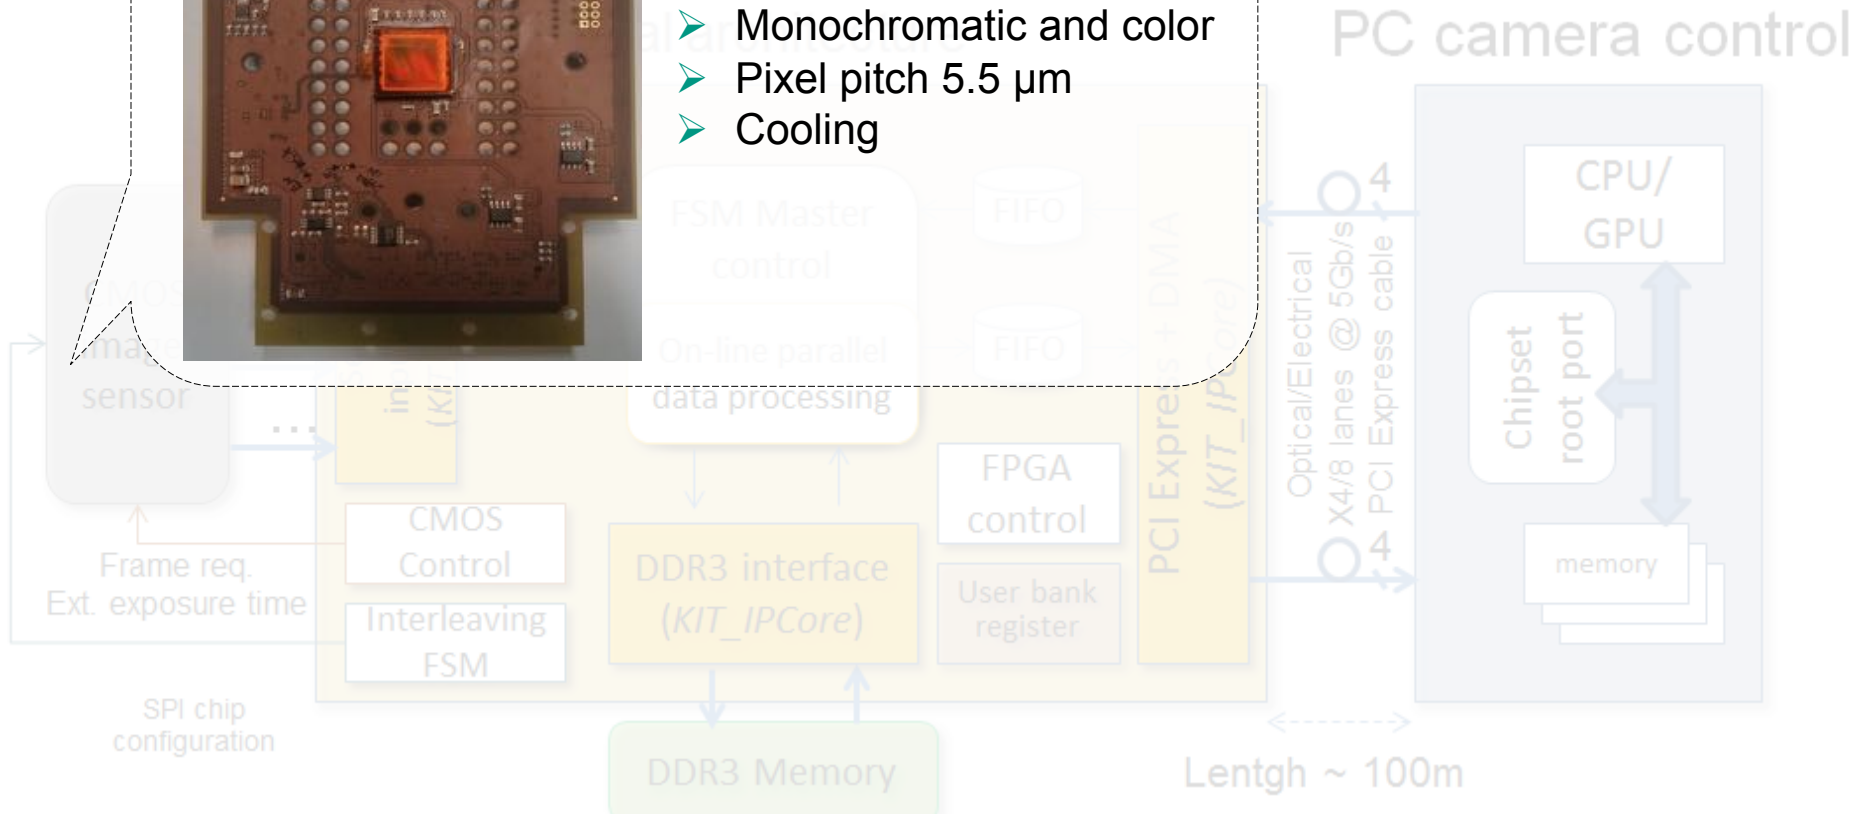 Monochromatic and color
Pixel pitch 5.5 µm
Cooling
al architecture
PC camera control
CMOS
image
sensor
...
FSM Master
control
On-line parallel
data processing
FIFO
FIFO
PCI Express +DMA
(KIT_IPCore)
Optical/Electrical
X4/8 lanes @ 5Gb/s
PCI Express cable
4
4
CPU/
GPU
Chipset
root port
memory
FPGA
control
User bank
register
CMOS
Control
Interleaving
FSM
DDR3 interface
(KIT_IPCore)
Frame req.
Ext. exposure time
SPI chip
configuration
DDR3 Memory
Lentgh ~ 100m